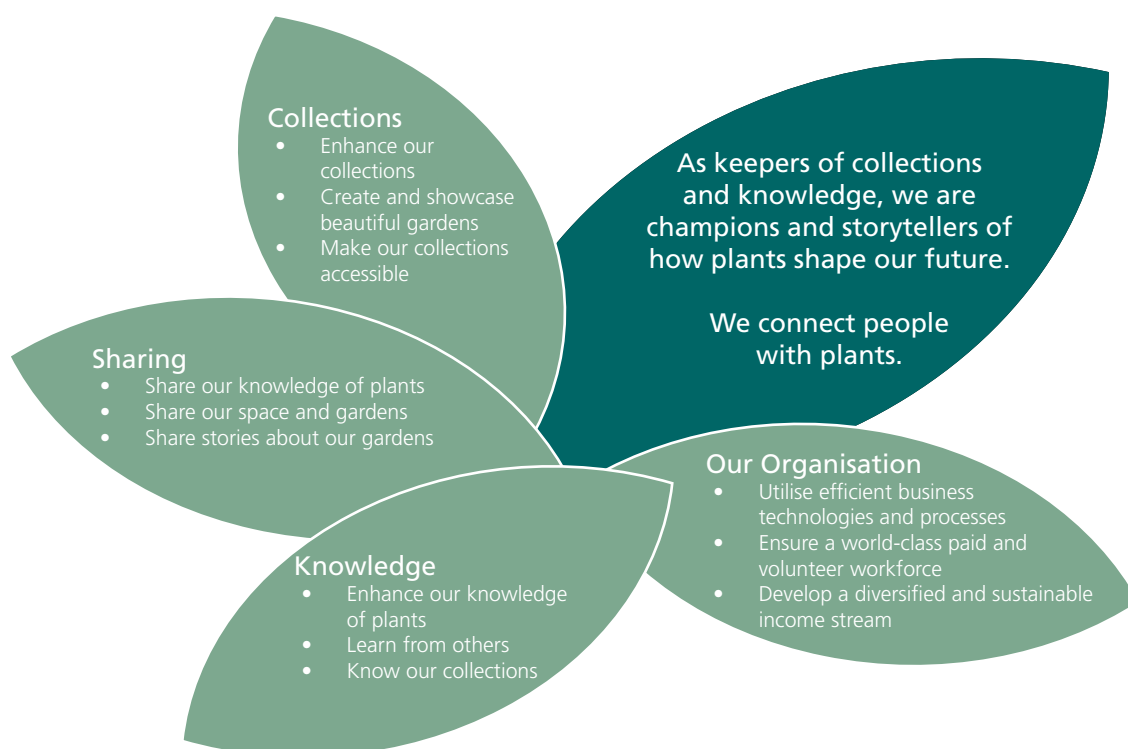 Collections
• Enhance our
collections
• Create and showcase
beautiful gardens
• Make our collections
accessible
As keepers of collections
and knowledge, we are
champions and storytellers of
how plants shape our future.
We connect people
with plants.
Sharing
• Share our knowledge of plants
• Share our space and gardens
• Share stories about our gardens
Our Organisation
• Utilise efficient business
technologies and processes
• Ensure a world-class paid and
volunteer workforce
• Develop a diversified and sustainable
income stream
Knowledge
• Enhance our knowledge
of plants
• Learn from others
• Know our collections